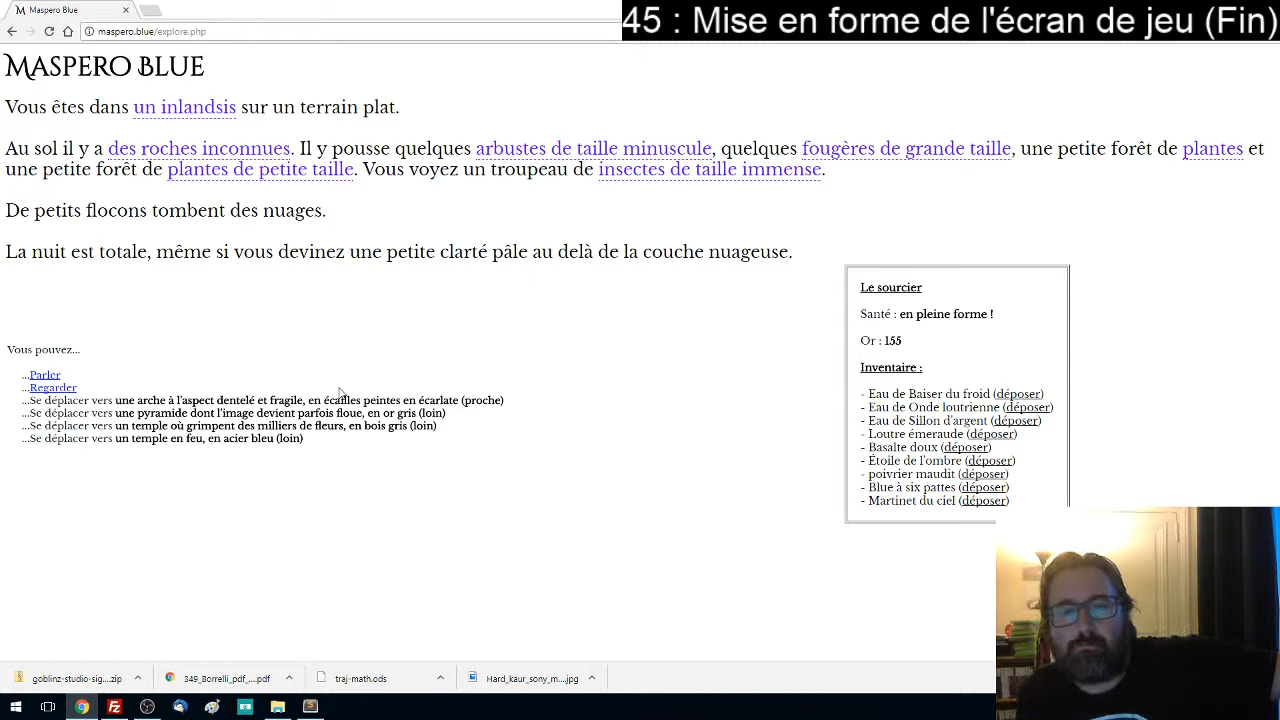 Maspero Blue
maspero.blue/explore.php
45 : Mise en forme de l'écran de jeu (Fin)
Maspero Blue
Vous êtes dans un inlandsis sur un terrain plat.
Au sol il y a des roches inconnues. Il y pousse quelques arbustes de taille minuscule, quelques fougères de grande taille, une petite forêt de plantes et
une petite forêt de plantes de petite taille. Vous voyez un troupeau de insectes de taille immense.
De petits flocons tombent des nuages.
La nuit est totale, même si vous devinez une petite clarté pâle au delà de la couche nuageuse.
Vous pouvez...
...Parler
...Regarder
...Se déplacer vers une arche à l'aspect dentelé et fragile, en écailles peintes en écarlate (proche)
...Se déplacer vers une pyramide dont l'image devient parfois floue, en or gris (loin)
...Se déplacer vers un temple où grimpent des milliers de fleurs, en bois gris (loin)
...Se déplacer vers un temple en feu, en acier bleu (loin)
Le sourcier
Santé : en pleine forme !
Or : 155
Inventaire :
- Eau de Baiser du froid (déposer)
- Eau de Onde loutrienne (déposer)
- Eau de Sillon d'argent (déposer)
- Loutre émeraude (déposer)
- Basalte doux (déposer)
- Étoile de l'ombre (déposer)
- poivrier maudit (déposer)
- Blue à six pattes (déposer)
- Martinet du ciel (déposer)
goblinz-studio-sig....zip
349_Borrelli_pdf_....pdf
traj-math.ods
Hard_kaur_sony_m....jpg